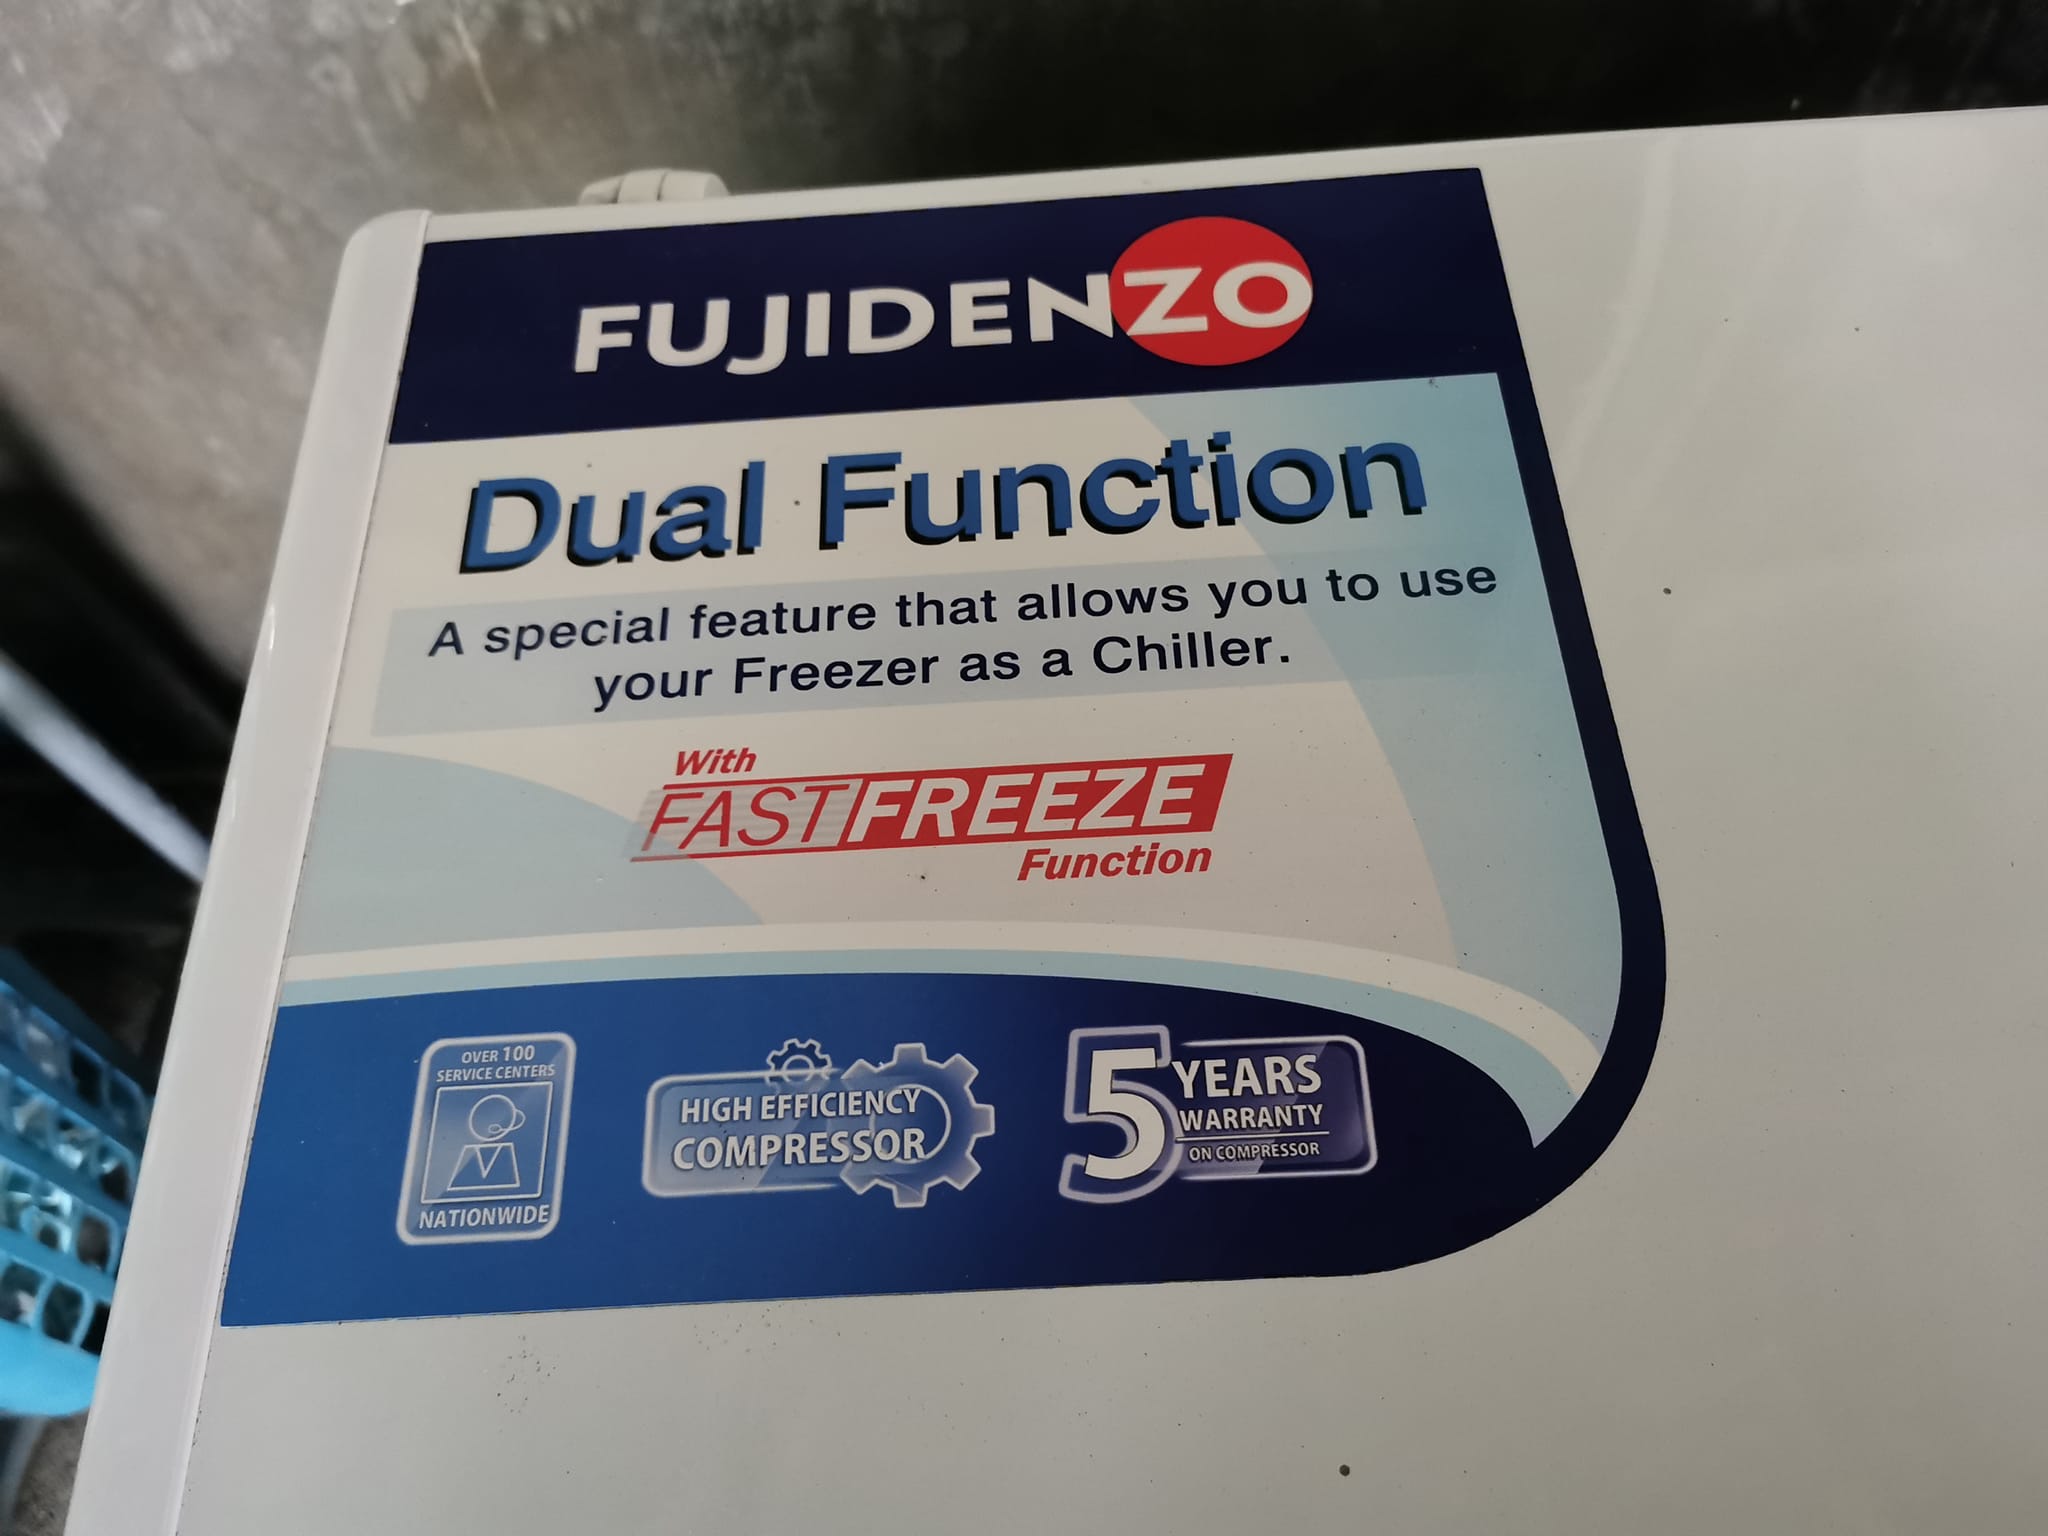 FUJIDENZO
Dual Function
A special feature that allows you to use
your Freezer as a Chiller.
With
FASTFREEZE
Function
OVER 100
SERVICE CENTERS
NATIONWIDE
HIGH EFFICIENCY
COMPRESSOR
5 YEARS
WARRANTY
ON COMPRESSOR